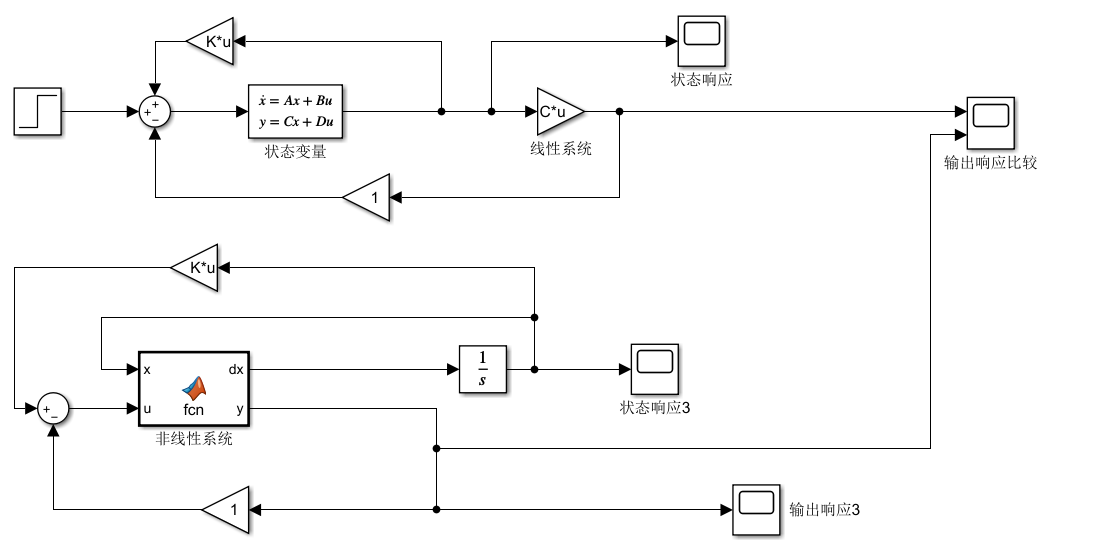 K*u
状态响应
+
+
−
ẋ = Ax + Bu
y = Cx + Du
状态变量
C*u
线性系统
输出响应比较
1
K*u
x
dx
u
fcn
y
非线性系统
1
s
状态响应3
+
−
1
输出响应3